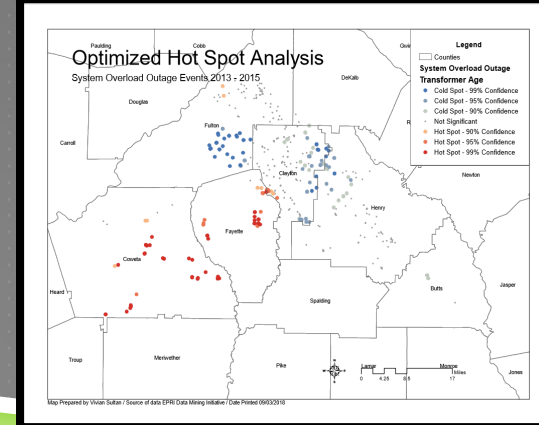 Optimized Hot Spot Analysis
System Overload Outage Events 2013 - 2015
Legend
Counties
System Overload Outage
Transformer Age
Cold Spot - 99% Confidence
Cold Spot - 95% Confidence
Cold Spot - 90% Confidence
Not Significant
Hot Spot - 90% Confidence
Hot Spot - 95% Confidence
Hot Spot - 99% Confidence
Paulding
Cobb
DeKalb
Douglas
Fulton
Carroll
Newton
Clayton
Henry
Fayette
Coweta
Heard
Butts
Jasper
Spalding
Troup
Meriwether
Pike
Lamar
Monroe
Jones
0 4.25 8.5 17
Miles
Map Prepared by Vivian Sultan / Source of data EPRI Data Mining Initiative / Date Printed 09/03/2018